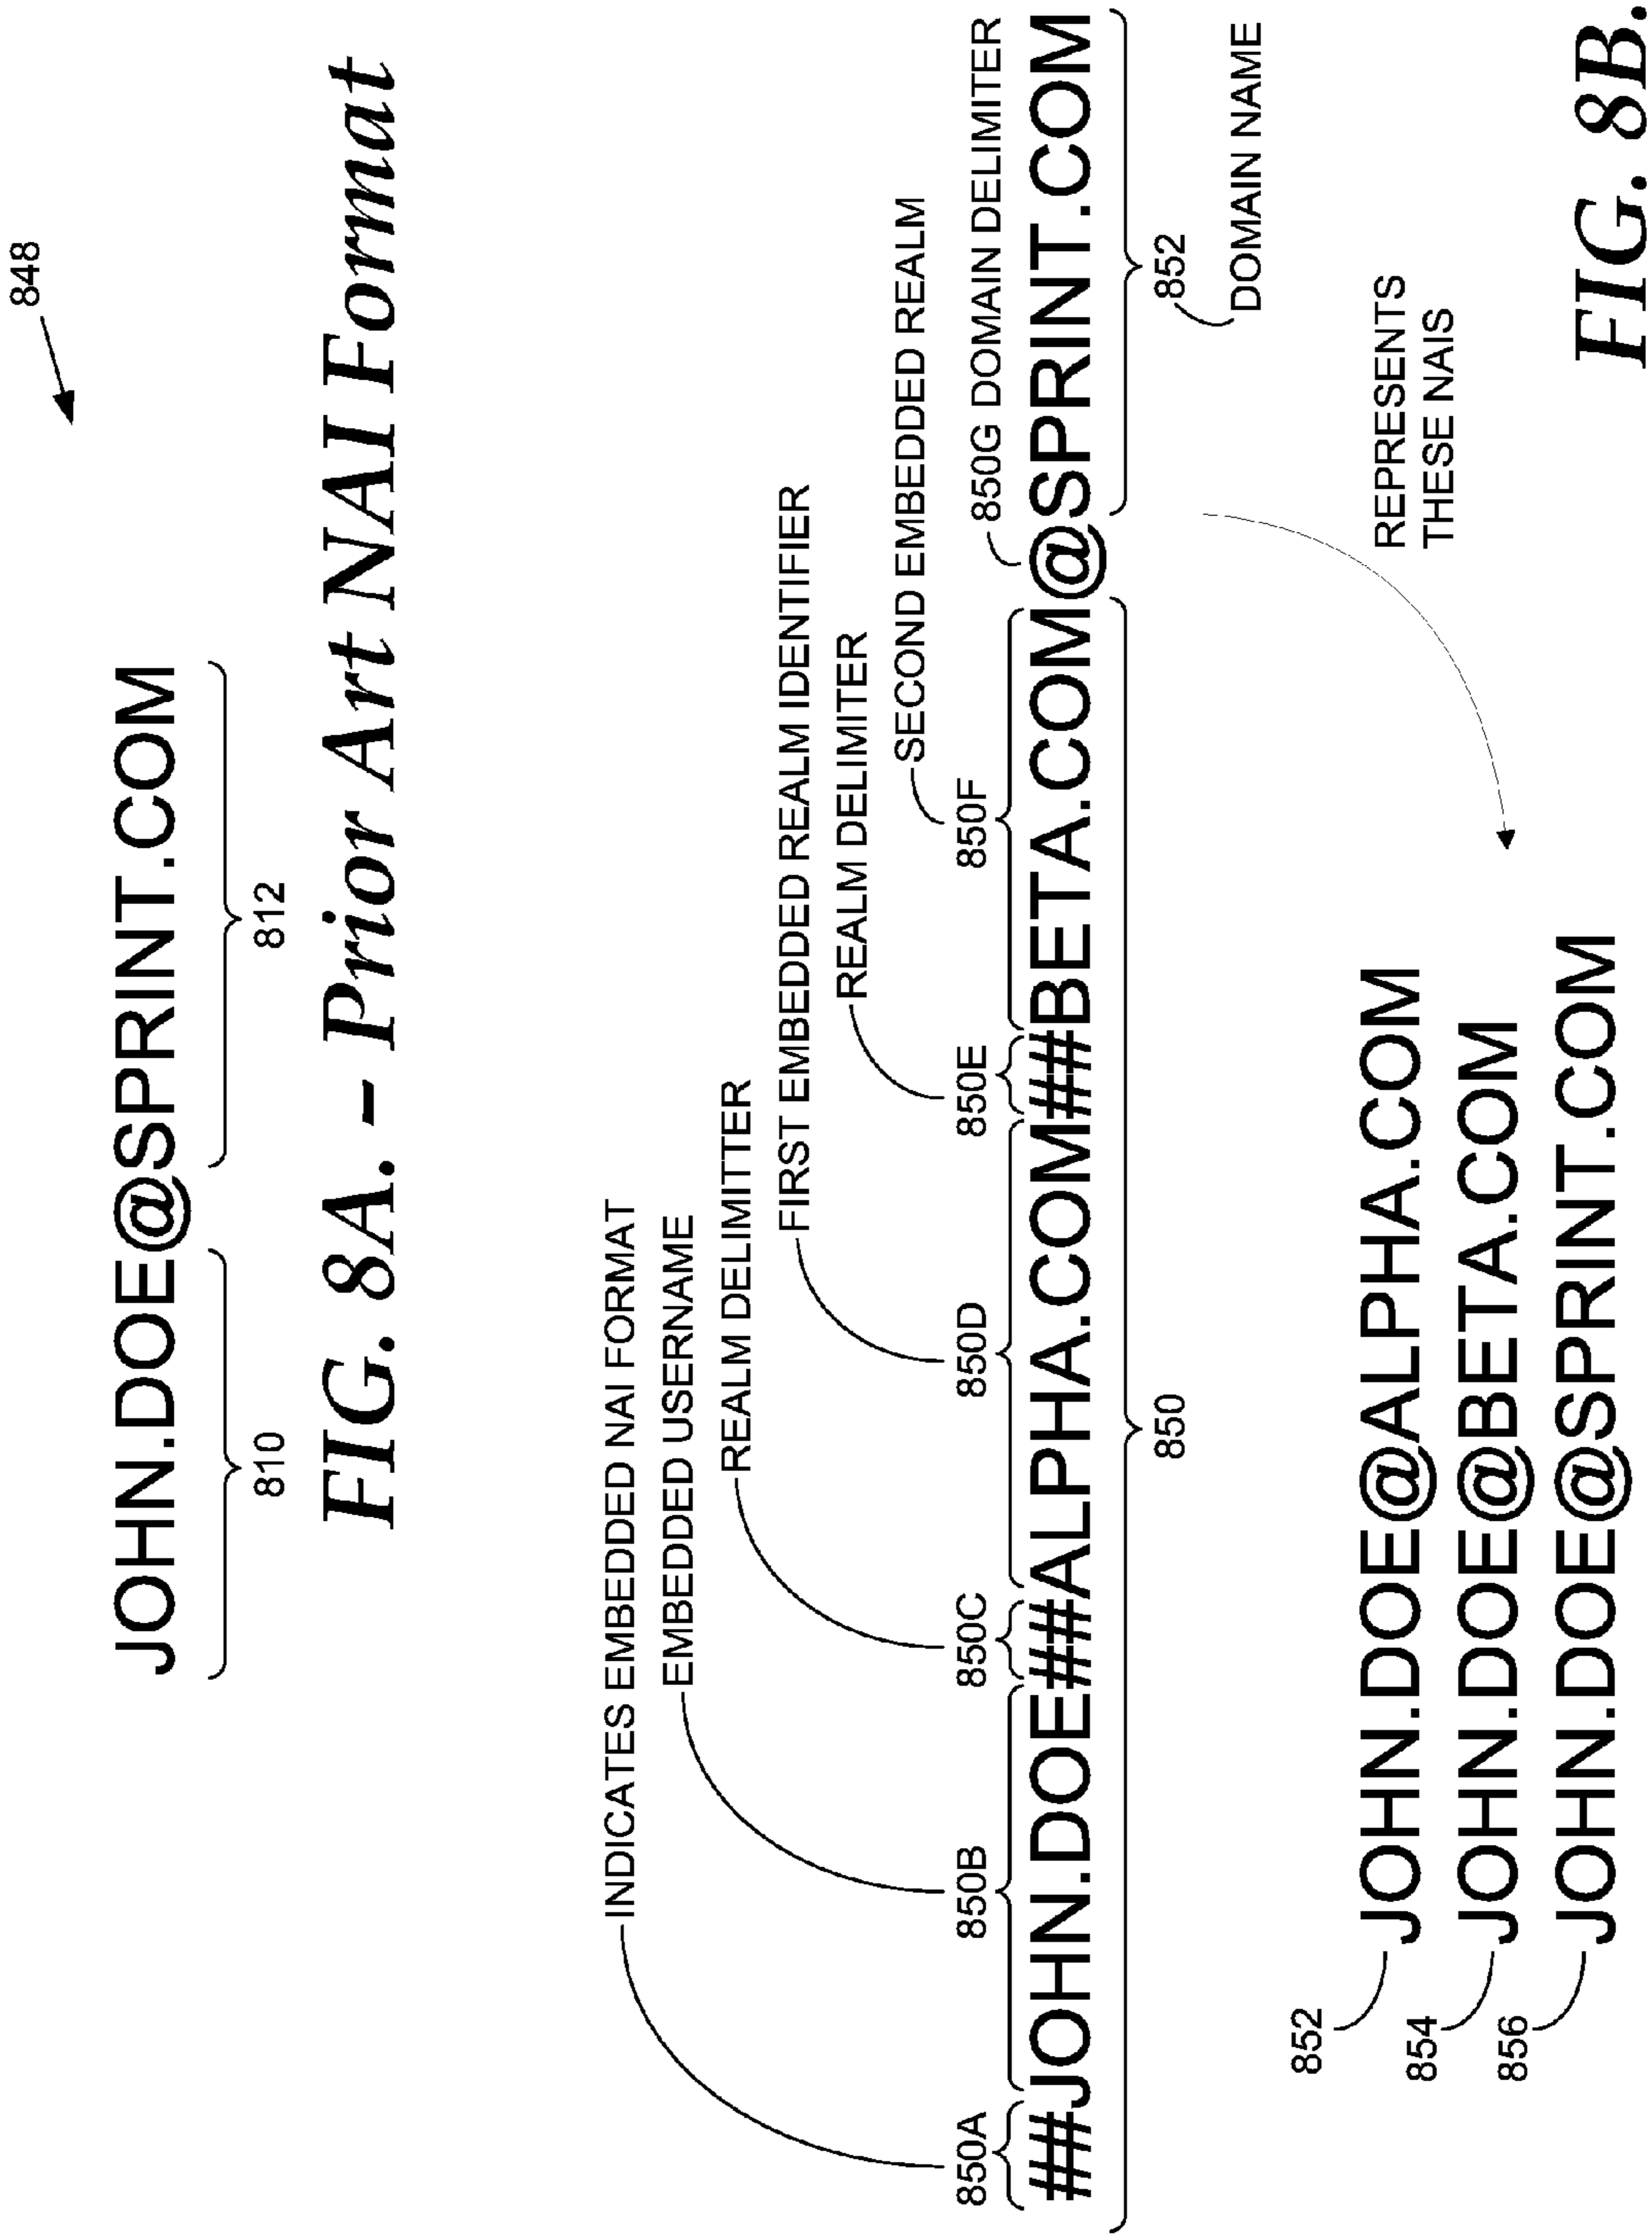 848
JOHN.DOE@SPRINT.COM
810
812
FIG. 8A. - Prior Art NAI Format
INDICATES EMBEDDED NAI FORMAT
EMBEDDED USERNAME
REALM DELIMITTER
FIRST EMBEDDED REALM IDENTIFIER
REALM DELIMITER
SECOND EMBEDDED REALM
850A
850B
850C
850D
850E
850F
850G DOMAIN DELIMITER
##JOHN.DOE##ALPHA.COM##BETA.COM@SPRINT.COM
850
852
DOMAIN NAME
REPRESENTS
THESE NAIS
852
JOHN.DOE@ALPHA.COM
854
JOHN.DOE@BETA.COM
856
JOHN.DOE@SPRINT.COM
FIG. 8B.